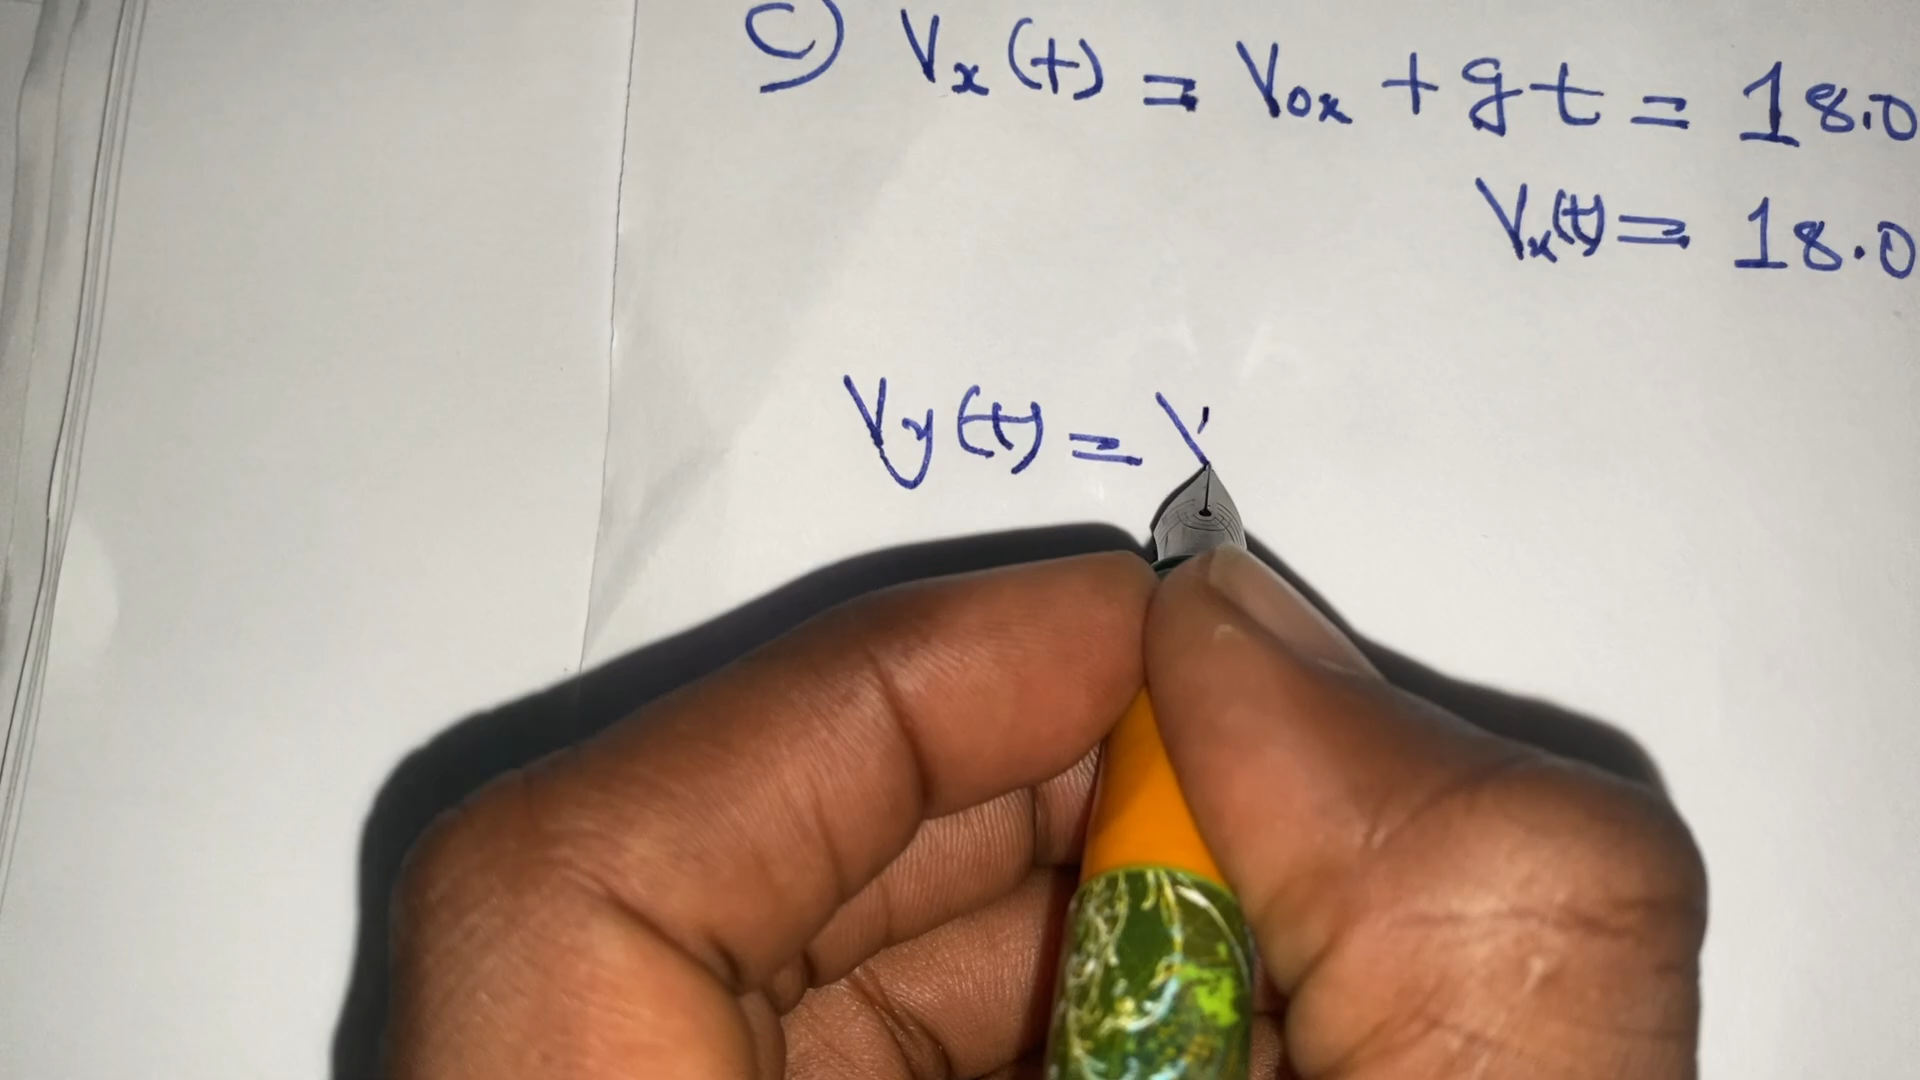 c) Vx(t) = Vox + gt = 18.0
Vx(t) = 18.0
Vy(t) = V